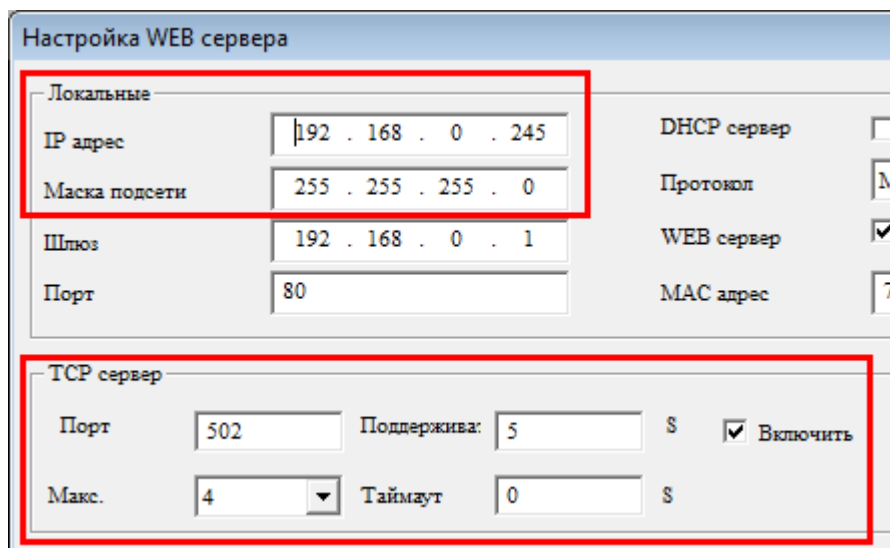 Настройка WEB сервера
Локальные
IP адрес 192 . 168 . 0 . 245 DHCP сервер
Маска подсети 255 . 255 . 255 . 0 Протокол
Шлюз 192 . 168 . 0 . 1 WEB сервер
Порт 80 MAC адрес 7
TCP сервер
Порт 502 Поддержива: 5 S Включить
Макс. 4 Таймаут 0 S